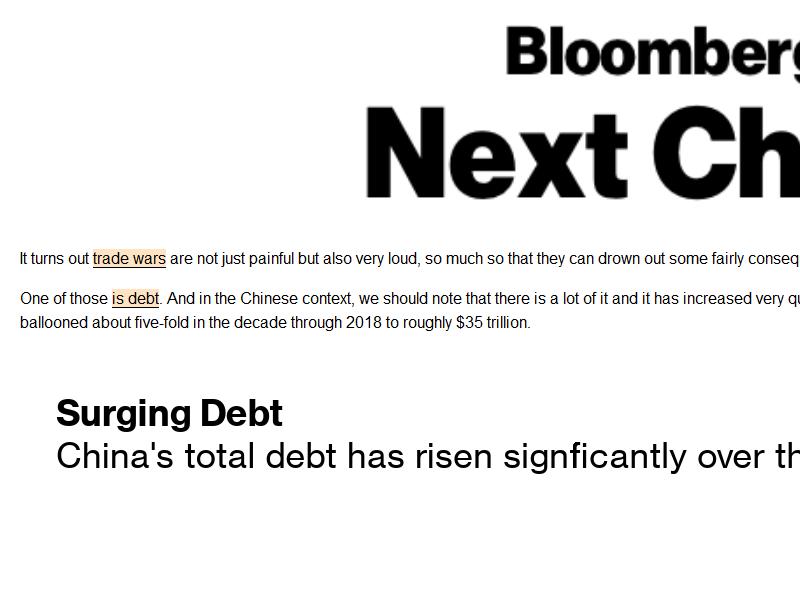 Bloomberg
Next Ch
It turns out trade wars are not just painful but also very loud, so much so that they can drown out some fairly conseq
One of those is debt. And in the Chinese context, we should note that there is a lot of it and it has increased very qu
ballooned about five-fold in the decade through 2018 to roughly $35 trillion.
Surging Debt
China's total debt has risen signficantly over th